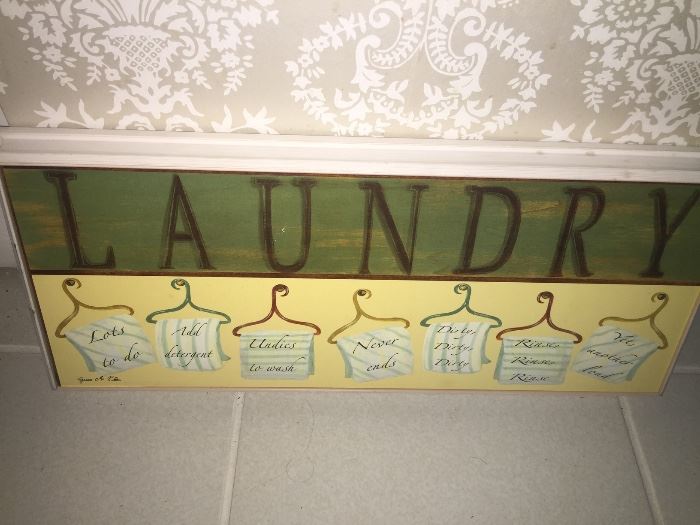 LAUNDRY
Lots
to do
Add
detergent
Undies
to wash
Never
ends
Dirty,
Dirty,
Dirty
Rinse,
Rinse,
Rinse
Yet
another
load